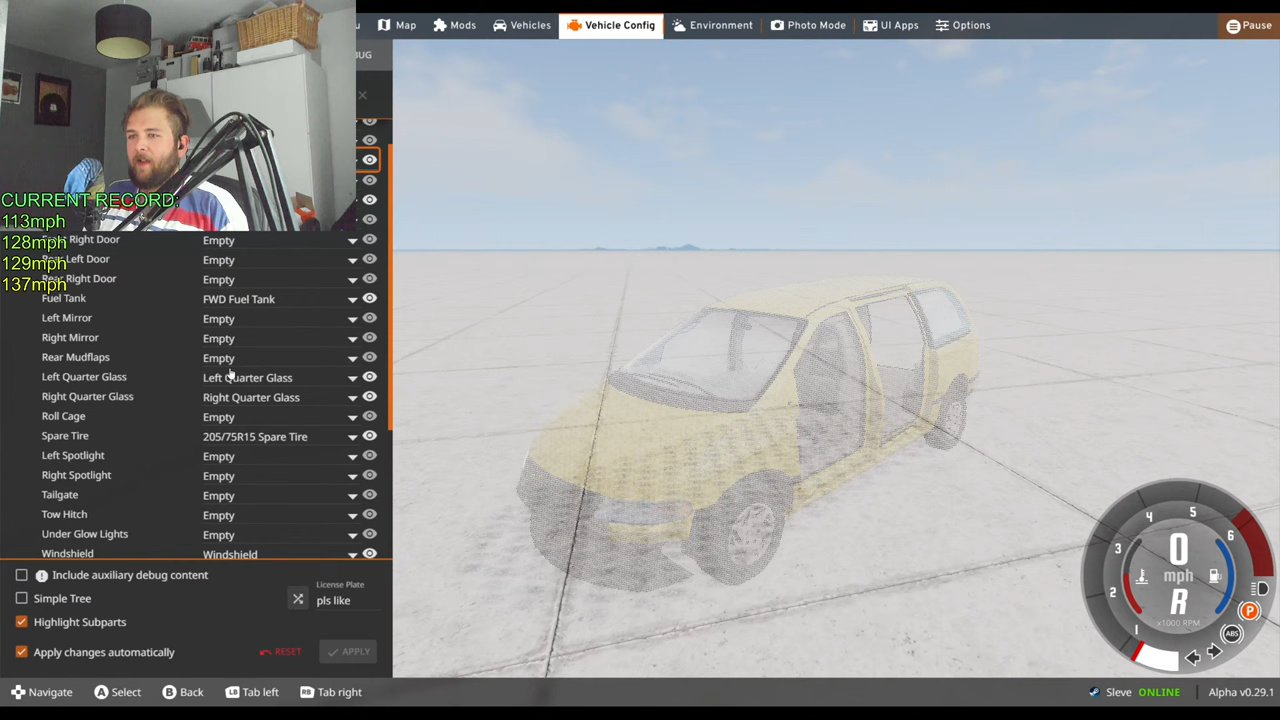 Map
Mods
Vehicles
Vehicle Config
Environment
Photo Mode
UI Apps
Options
Pause
CURRENT RECORD:
113mph
128mph
129mph
137mph
Right Door Empty
Left Door Empty
Rear Right Door Empty
Fuel Tank FWD Fuel Tank
Left Mirror Empty
Right Mirror Empty
Rear Mudflaps Empty
Left Quarter Glass Left Quarter Glass
Right Quarter Glass Right Quarter Glass
Roll Cage Empty
Spare Tire 205/75R15 Spare Tire
Left Spotlight Empty
Right Spotlight Empty
Tailgate Empty
Tow Hitch Empty
Under Glow Lights Empty
Windshield Windshield
Include auxiliary debug content
Simple Tree
License Plate
pls like
Highlight Subparts
Apply changes automatically
RESET
APPLY
1 2 3 4 5 6
0
mph
R
x1000 RPM
P
ABS
Navigate
A Select
B Back
LB Tab left
RB Tab right
Sleve ONLINE
Alpha v0.29.1